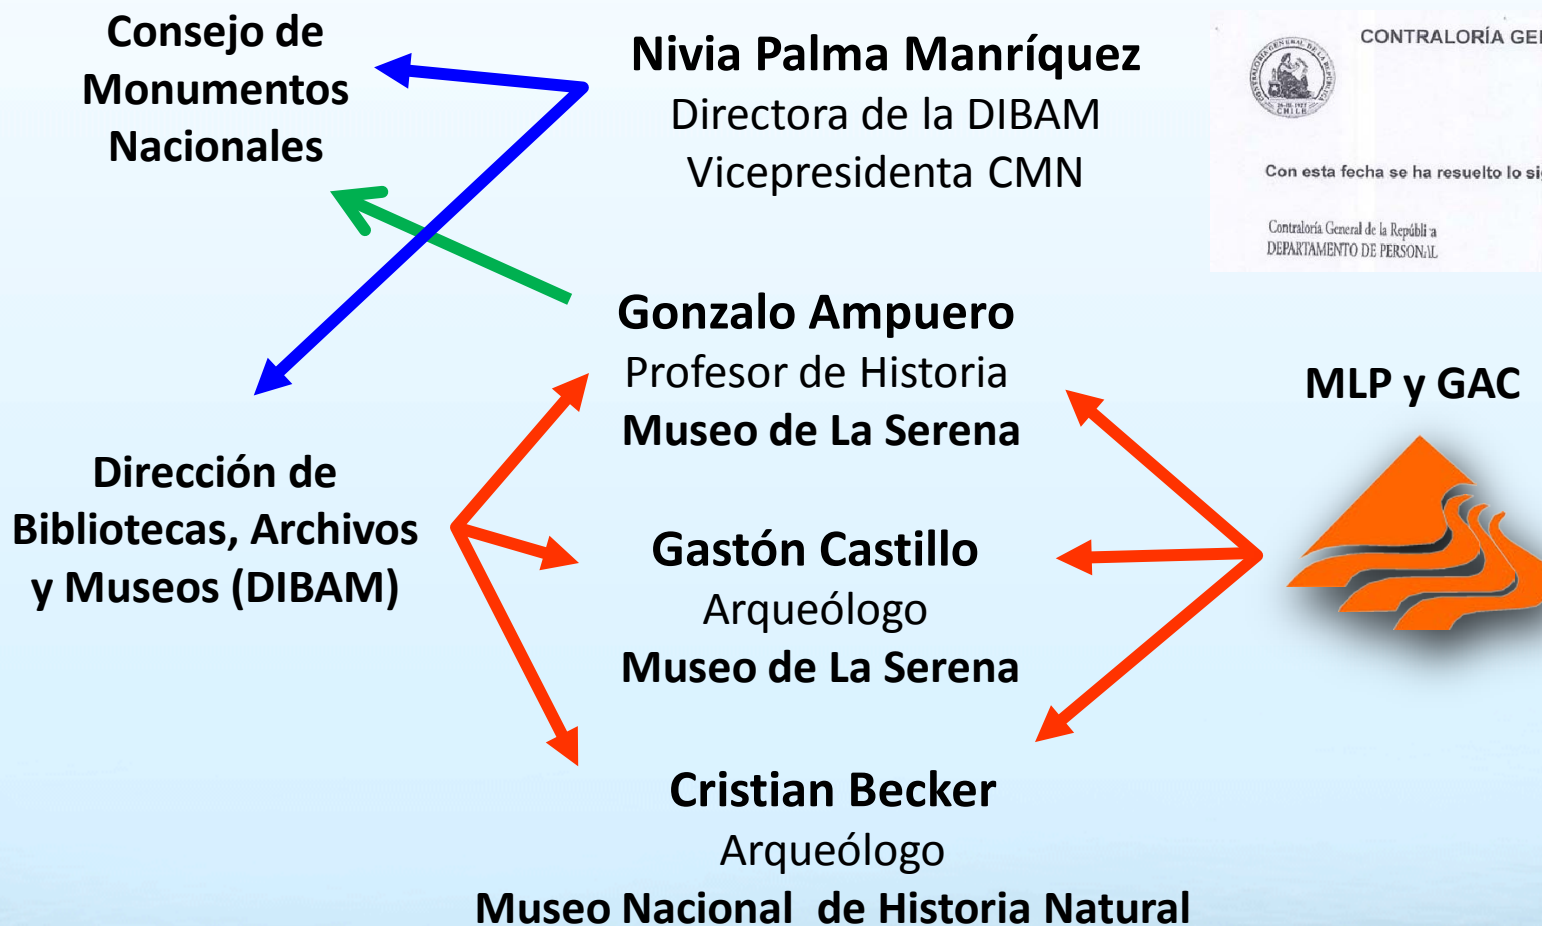 Consejo de
Monumentos
Nacionales
Nivia Palma Manríquez
Directora de la DIBAM
Vicepresidenta CMN
CONTRALORÍA GE
CHILE
Con esta fecha se ha resuelto lo si
Contraloría General de la Repúbli a
DEPARTAMENTO DE PERSONAL
Gonzalo Ampuero
Profesor de Historia
Museo de La Serena
MLP y GAC
Dirección de
Bibliotecas, Archivos
y Museos (DIBAM)
Gastón Castillo
Arqueólogo
Museo de La Serena
Cristian Becker
Arqueólogo
Museo Nacional de Historia Natural